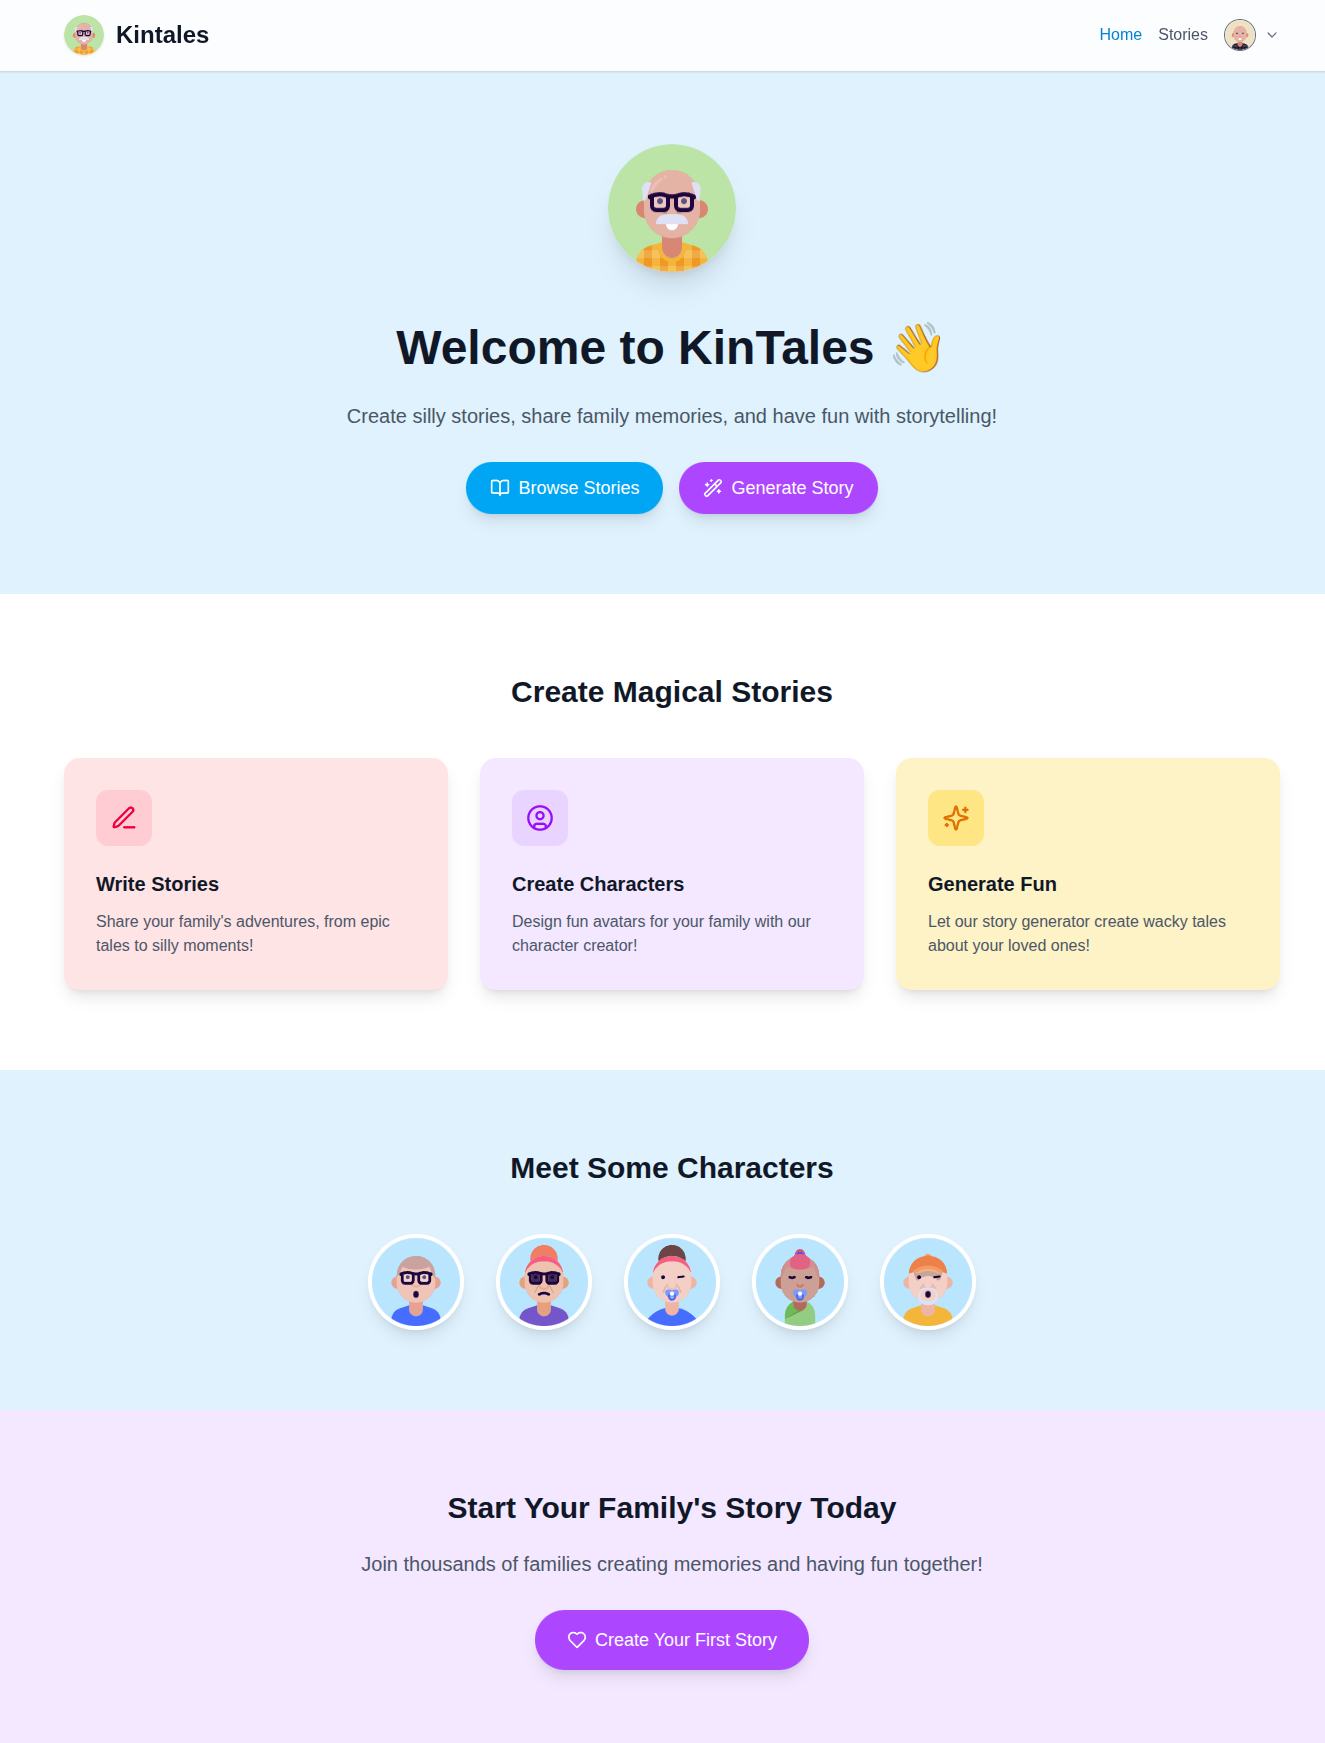 Kintales
Home
Stories
Welcome to KinTales 👋
Create silly stories, share family memories, and have fun with storytelling!
Browse Stories
Generate Story
Create Magical Stories
Write Stories
Share your family's adventures, from epic
tales to silly moments!
Create Characters
Design fun avatars for your family with our
character creator!
Generate Fun
Let our story generator create wacky tales
about your loved ones!
Meet Some Characters
Start Your Family's Story Today
Join thousands of families creating memories and having fun together!
Create Your First Story